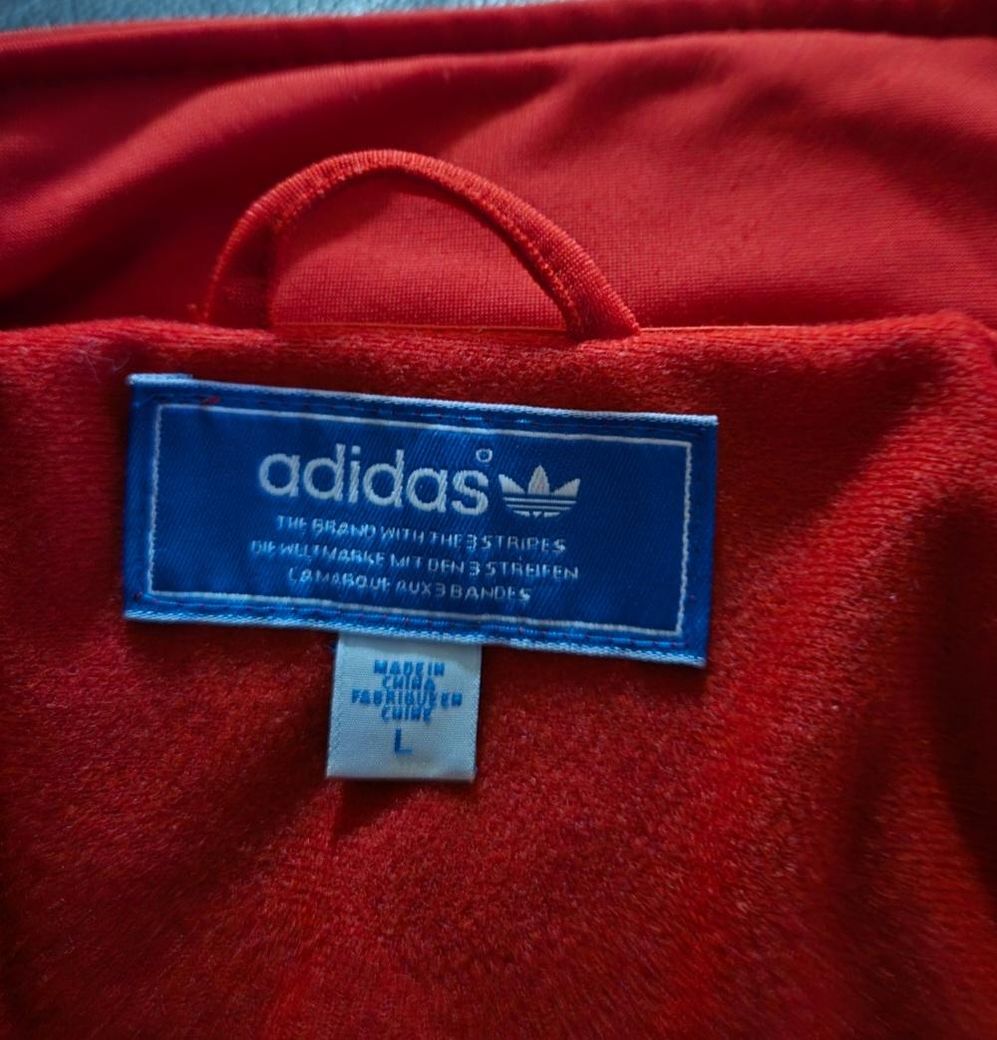 adidas
THE BRAND WITH THE 3 STRIPES
DIE WELTMARKE MIT DEN 3 STREIFEN
LA MARQUE AUX 3 BANDES
MADE IN
CHINA
FABRIQUE EN
CHINE
L